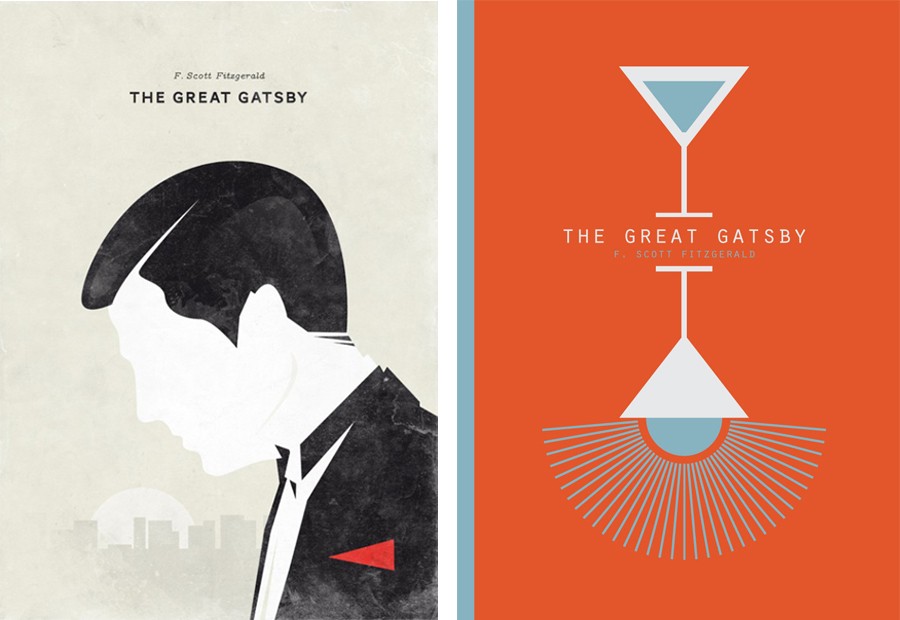 F. Scott Fitzgerald
THE GREAT GATSBY
THE GREAT GATSBY
F. SCOTT FITZGERALD